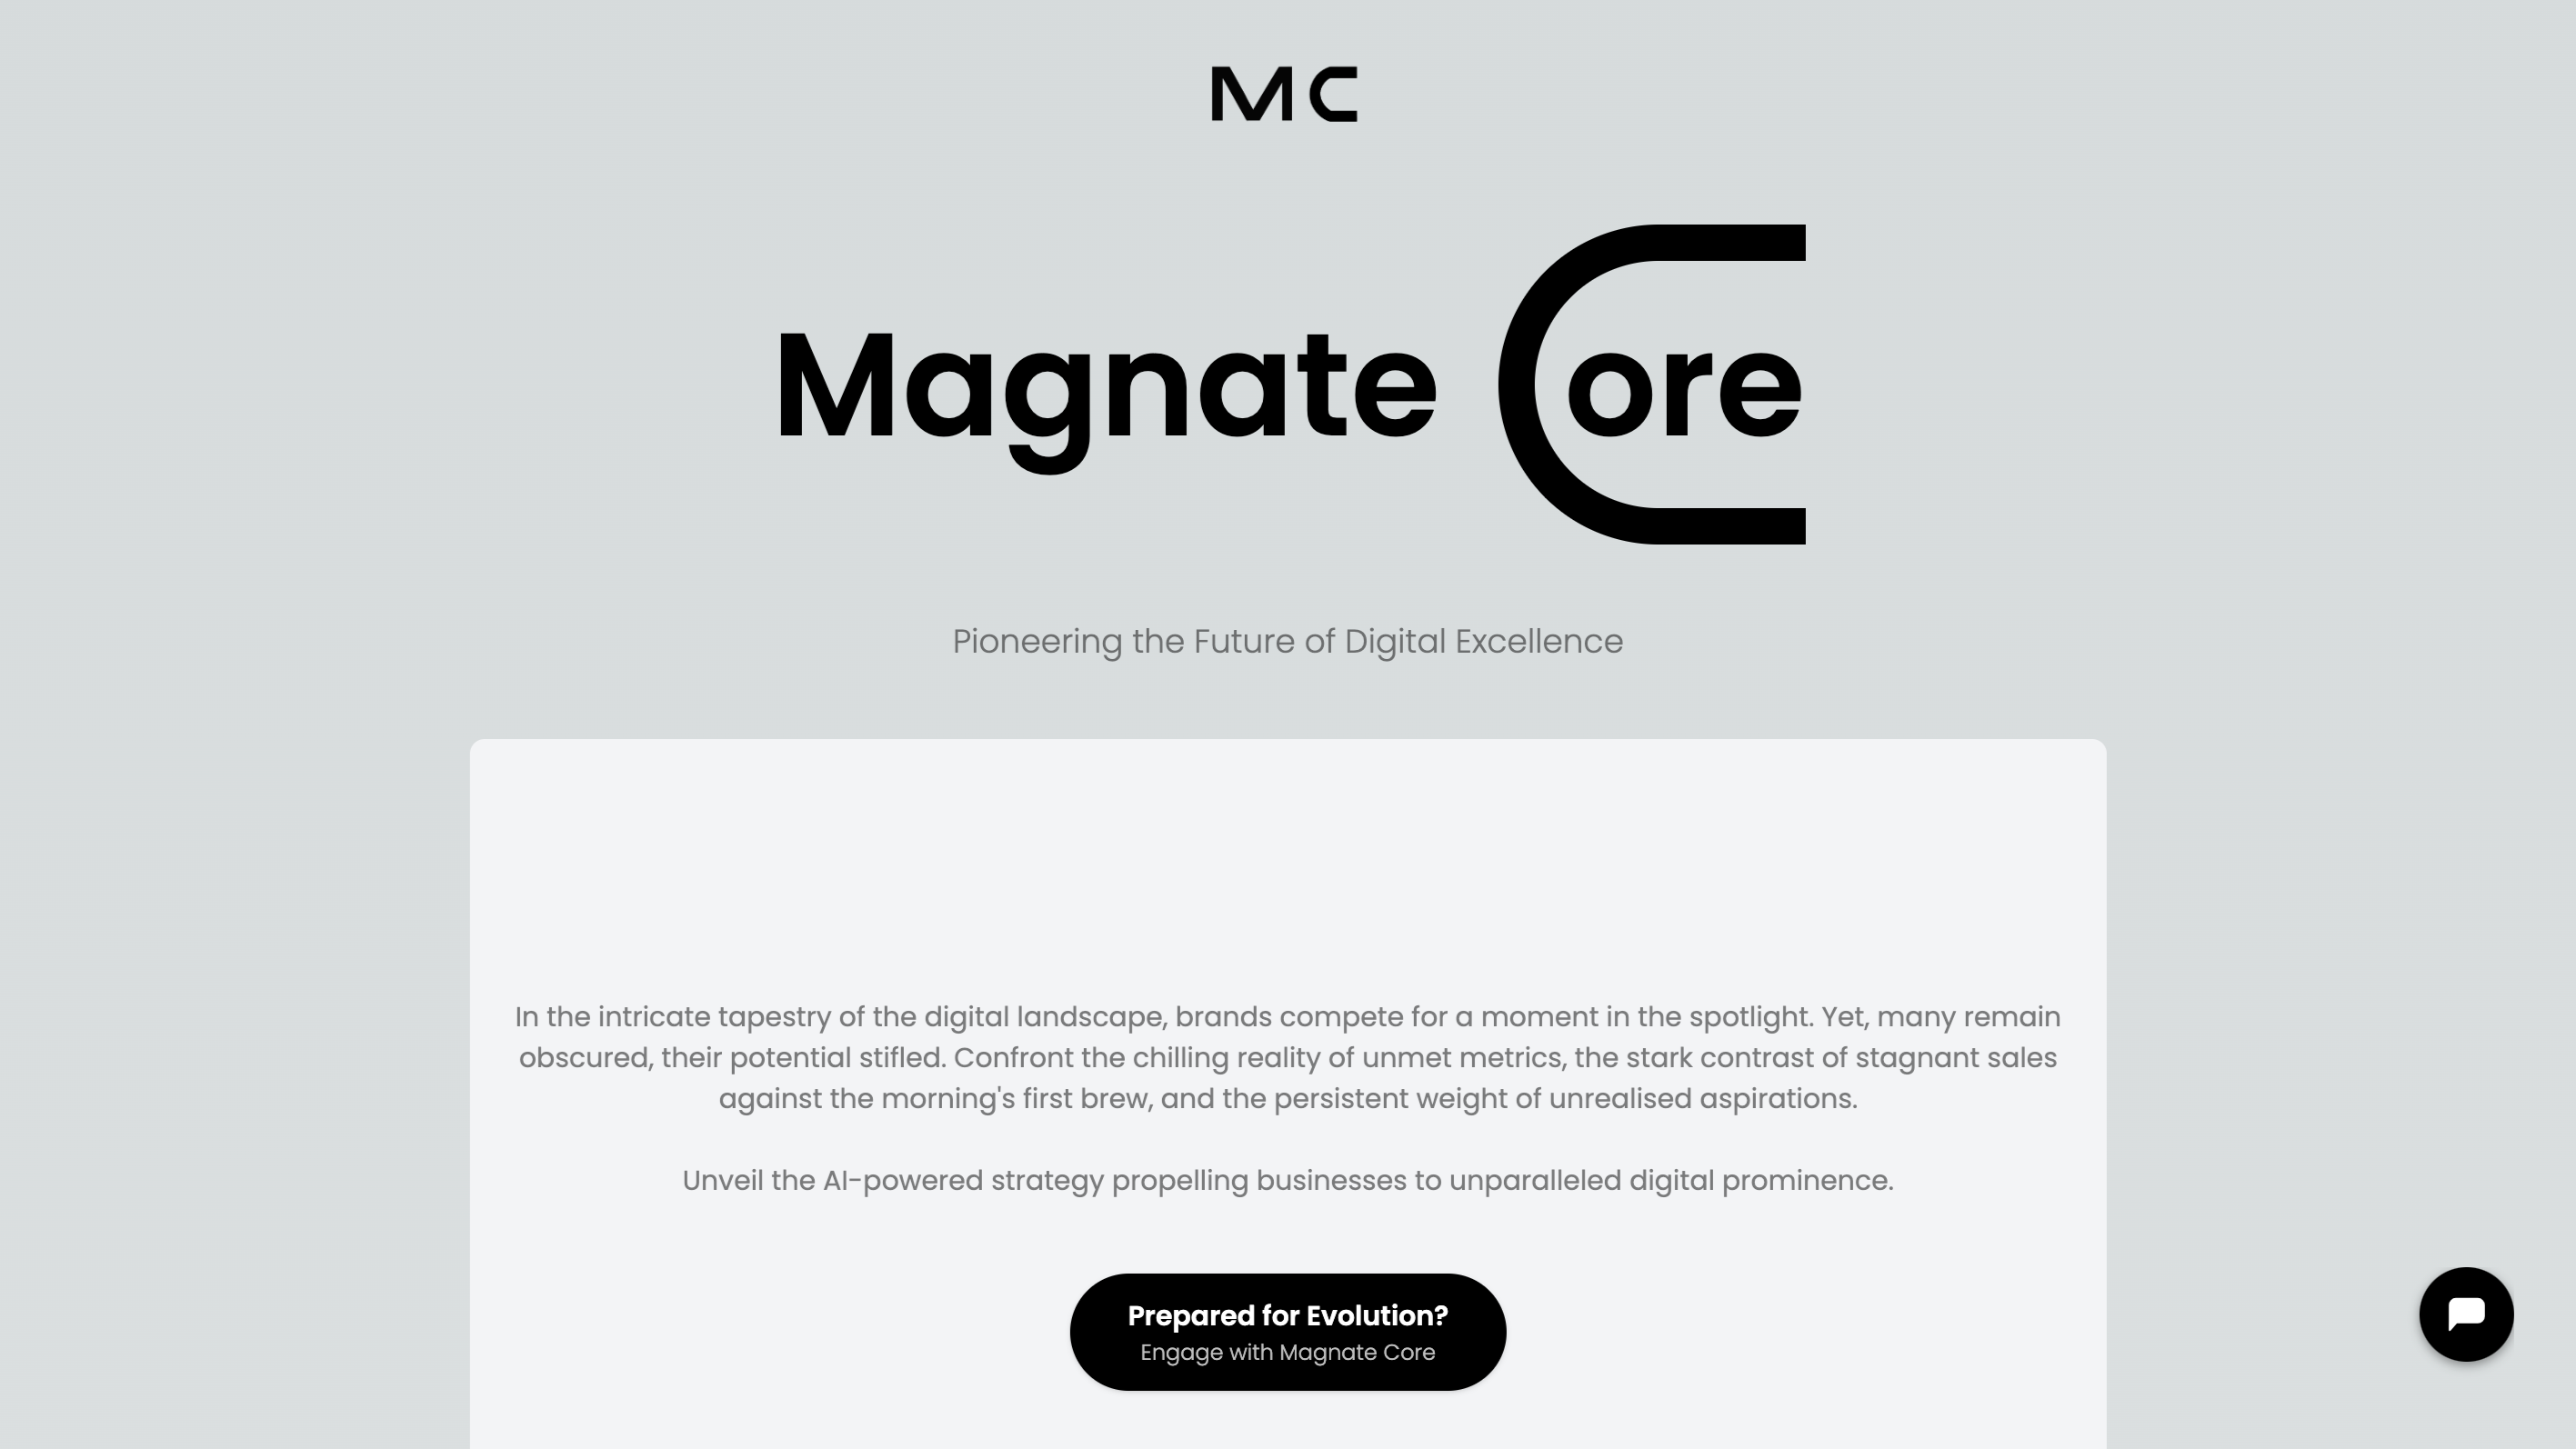 MC
Magnate Core
Pioneering the Future of Digital Excellence
In the intricate tapestry of the digital landscape, brands compete for a moment in the spotlight. Yet, many remain
obscured, their potential stifled. Confront the chilling reality of unmet metrics, the stark contrast of stagnant sales
against the morning's first brew, and the persistent weight of unrealised aspirations.
Unveil the AI-powered strategy propelling businesses to unparalleled digital prominence.
Prepared for Evolution?
Engage with Magnate Core